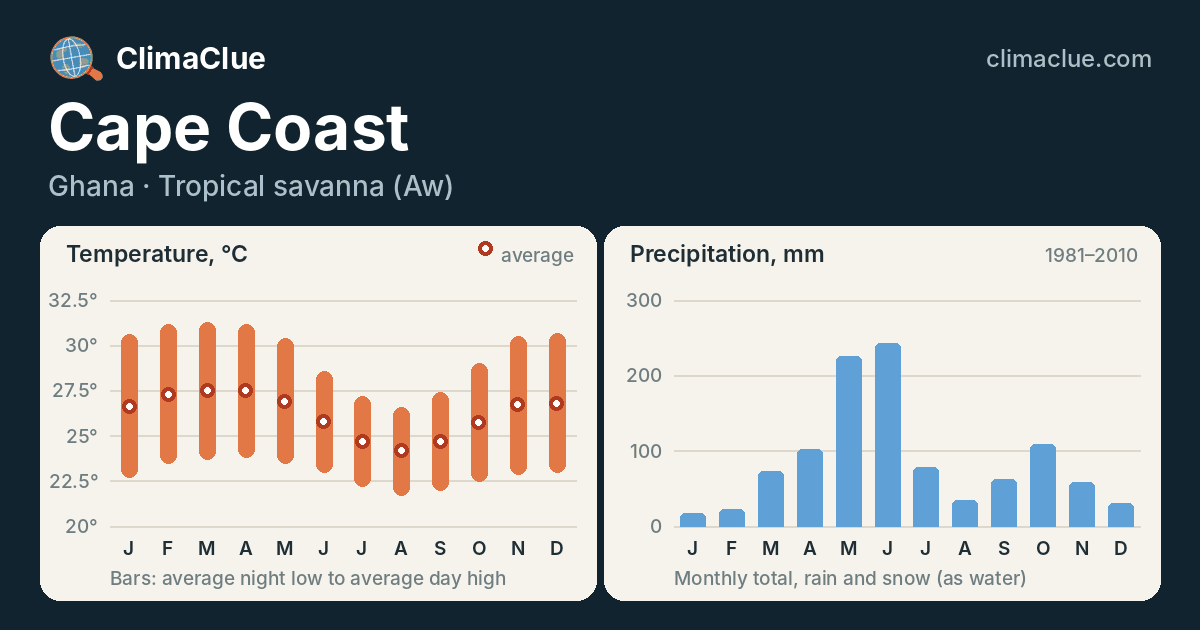 ClimaClue
climaclue.com
Cape Coast
Ghana · Tropical savanna (Aw)
Temperature, °C
average
32.5°
30°
27.5°
25°
22.5°
20°
J F M A M J J A S O N D
Bars: average night low to average day high
Precipitation, mm
1981–2010
300
200
100
0
J F M A M J J A S O N D
Monthly total, rain and snow (as water)